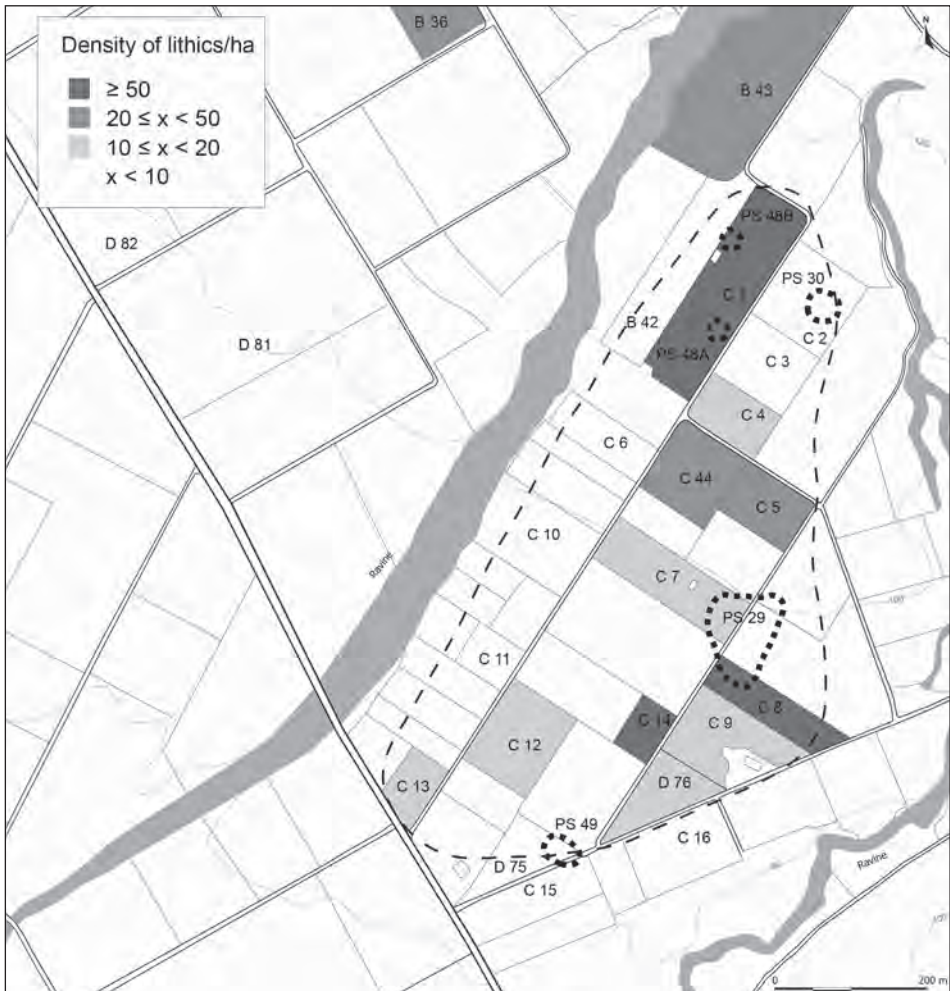 B 36
N
Density of lithics/ha
≥ 50
20 ≤ x < 50
10 ≤ x < 20
x < 10
B 43
D 82
PS 48B
PS 30
C 1
C 2
B 42
D 81
PS 48A
C 3
C 4
C 6
C 44
C 5
C 10
Ravine
C 7
PS 29
C 11
C 8
C 14
C 9
C 12
C 13
D 76
PS 49
C 16
D 75
C 15
Ravine
0 200 m